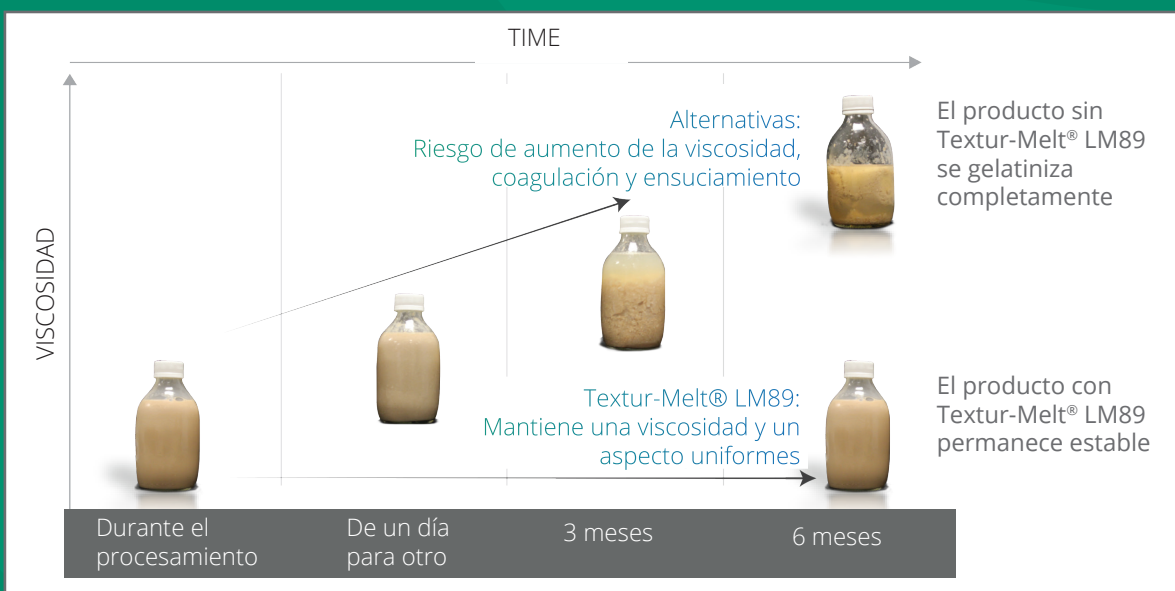 TIME
VISCOSIDAD
Alternativas:
Riesgo de aumento de la viscosidad,
coagulación y ensuciamiento
El producto sin
Textur-Melt® LM89
se gelatiniza
completamente
Textur-Melt® LM89:
Mantiene una viscosidad y un
aspecto uniformes
El producto con
Textur-Melt® LM89
permanece estable
Durante el
procesamiento
De un día
para otro
3 meses
6 meses